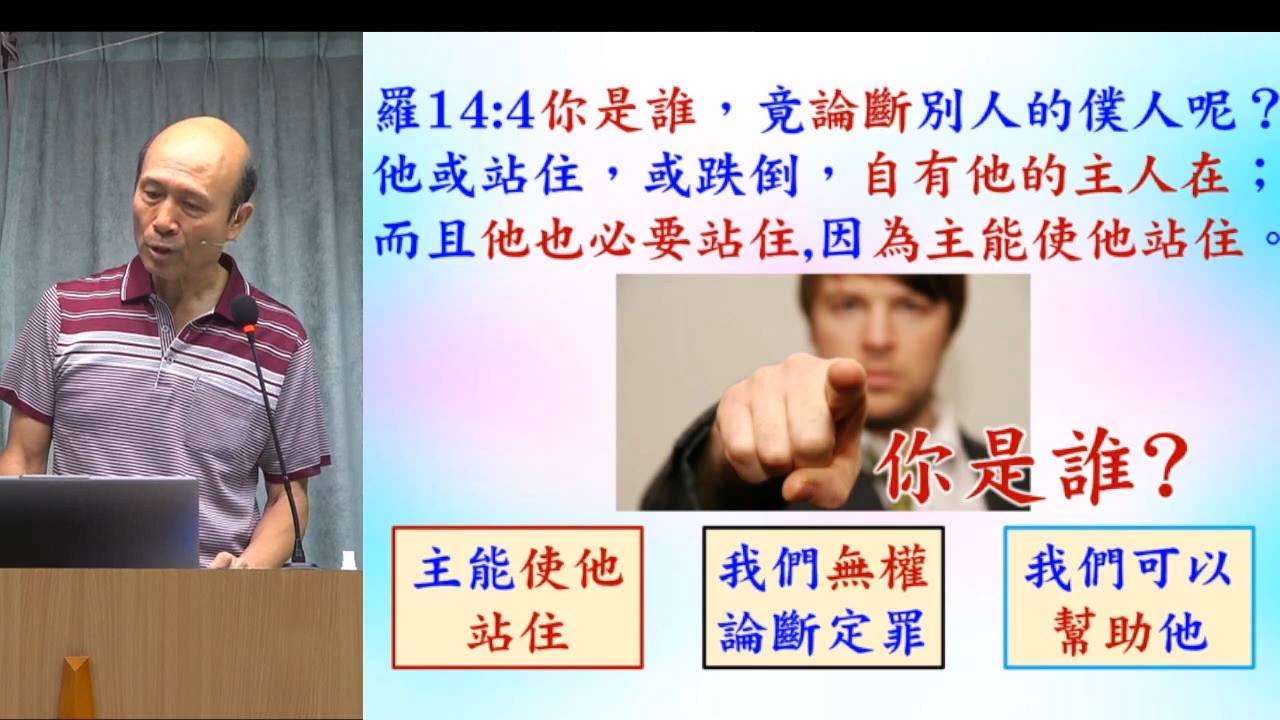 羅14:4你是誰，竟論斷別人的僕人呢？
他或站住，或跌倒，自有他的主人在；
而且他也必要站住,因為主能使他站住。
你是誰?
主能使他
站住
我們無權
論斷定罪
我們可以
幫助他